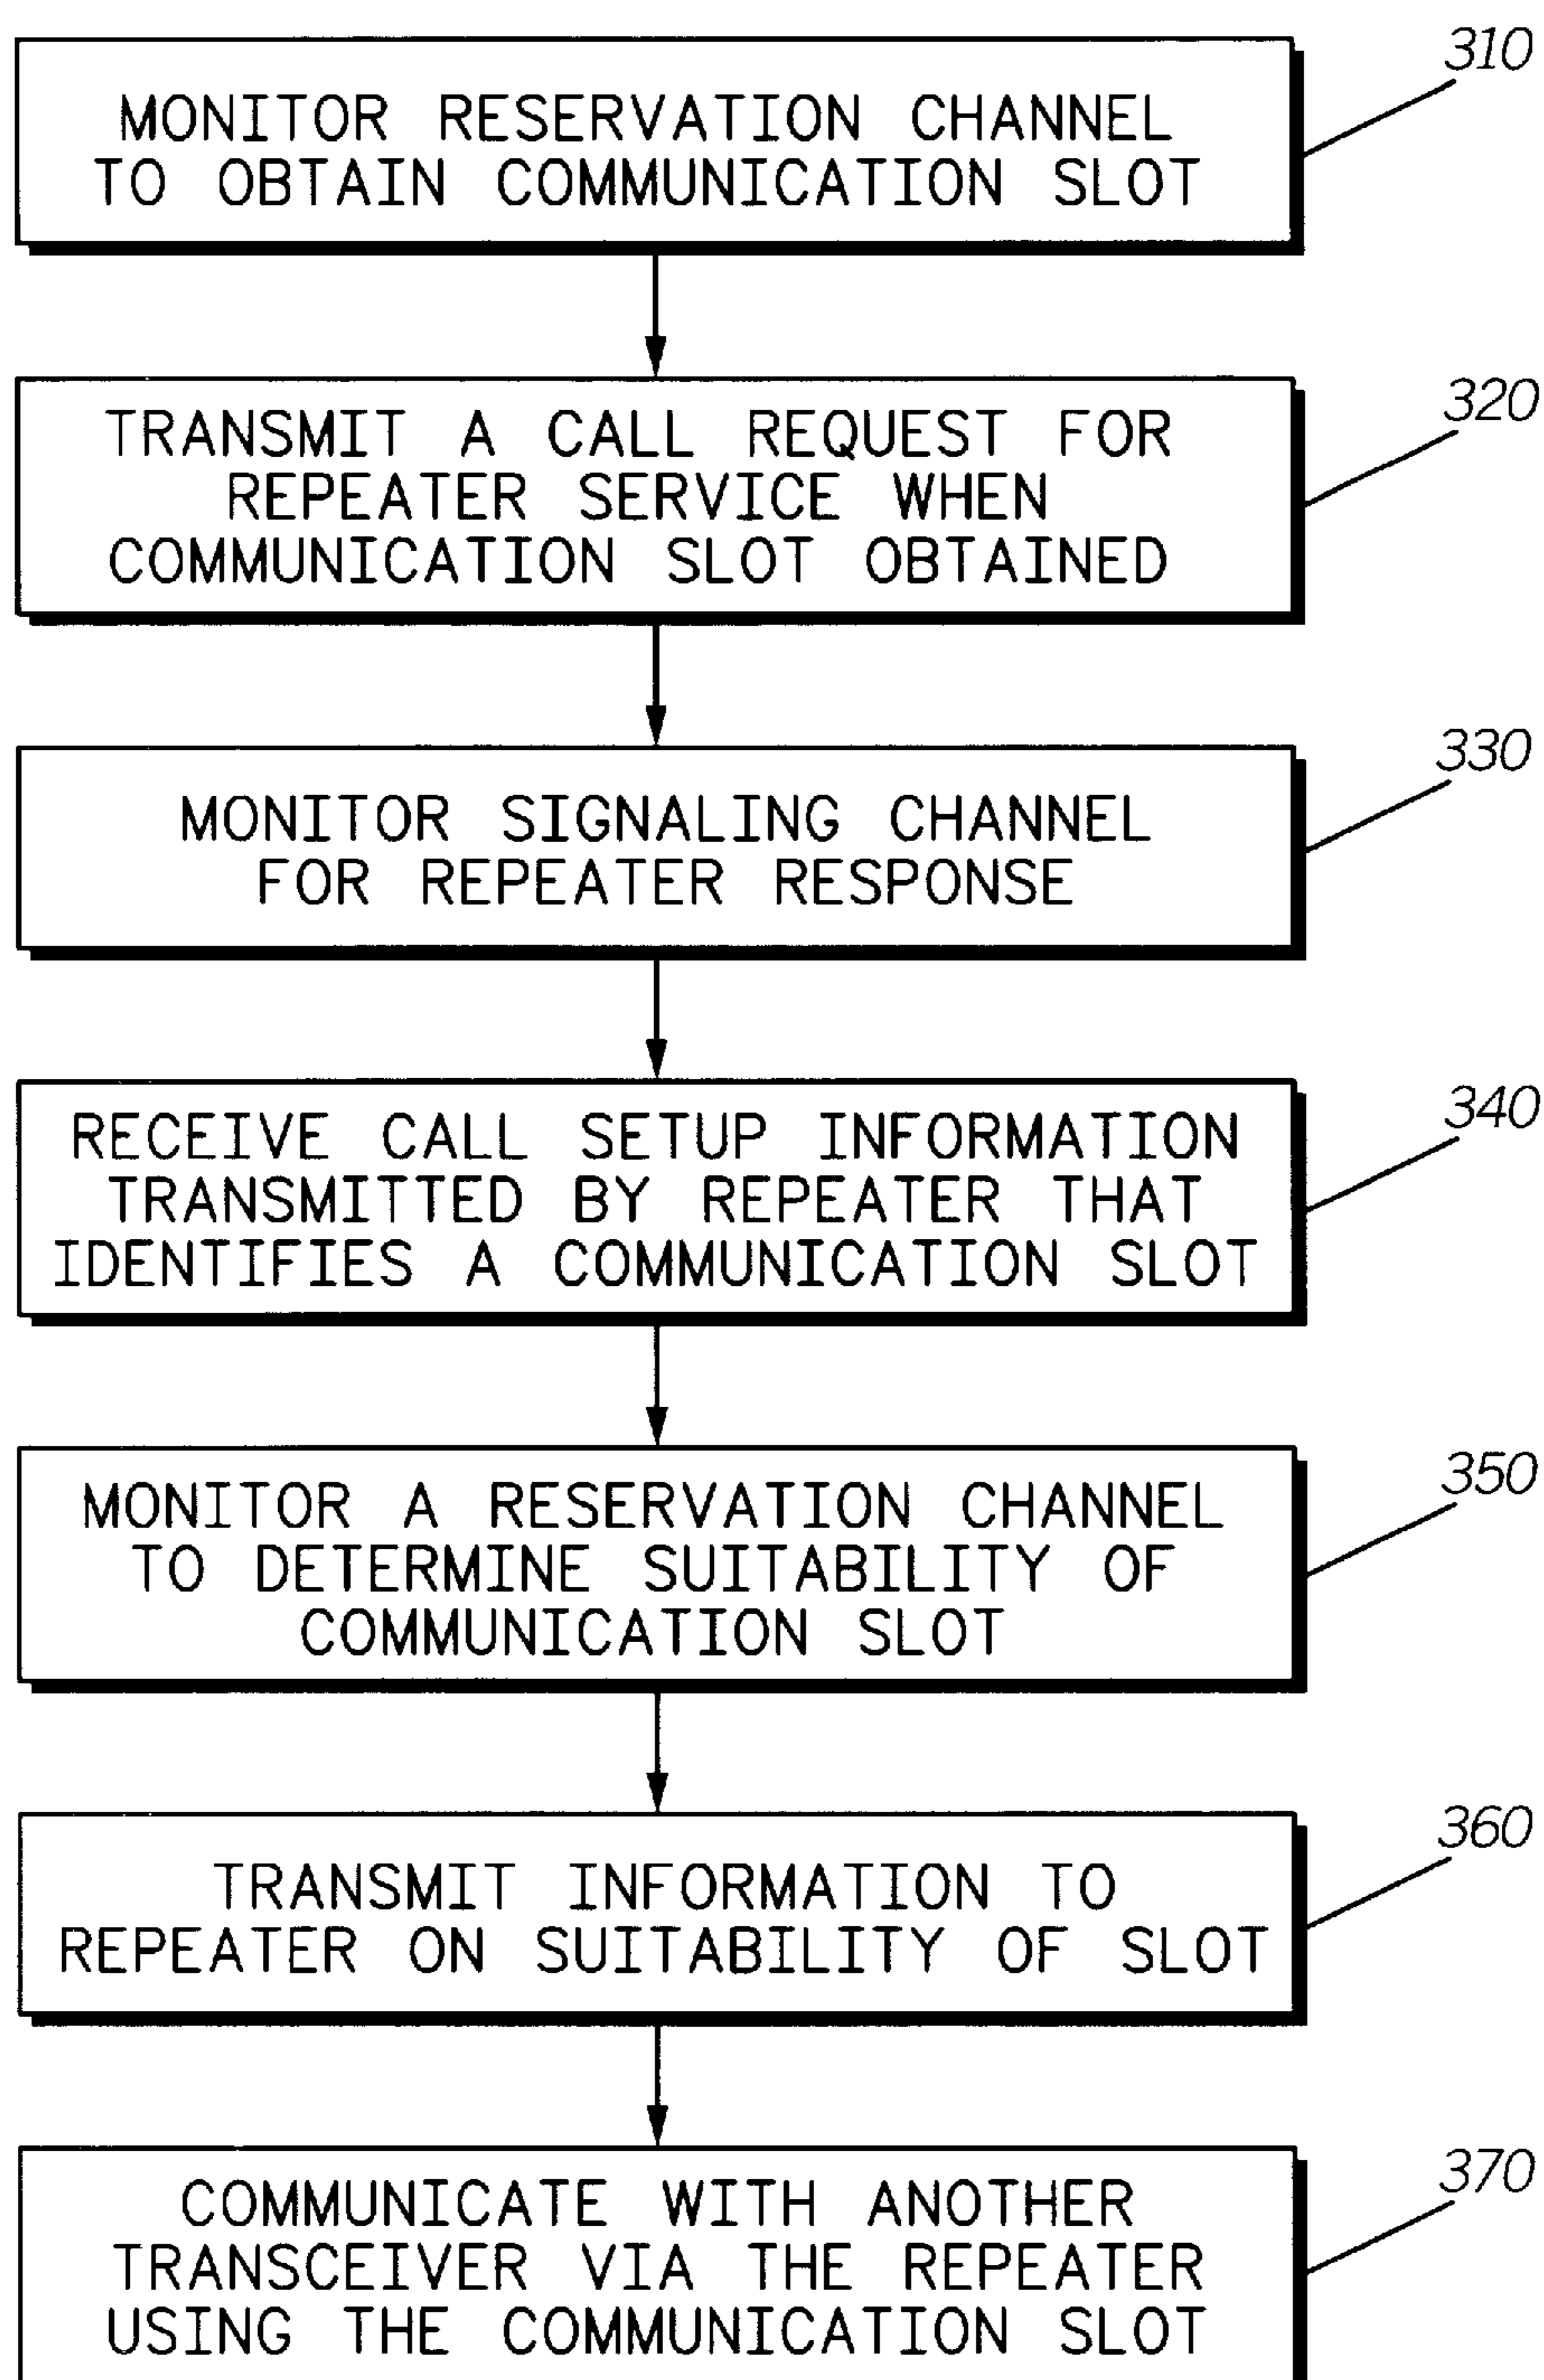 310
MONITOR RESERVATION CHANNEL
TO OBTAIN COMMUNICATION SLOT
320
TRANSMIT A CALL REQUEST FOR
REPEATER SERVICE WHEN
COMMUNICATION SLOT OBTAINED
330
MONITOR SIGNALING CHANNEL
FOR REPEATER RESPONSE
340
RECEIVE CALL SETUP INFORMATION
TRANSMITTED BY REPEATER THAT
IDENTIFIES A COMMUNICATION SLOT
350
MONITOR A RESERVATION CHANNEL
TO DETERMINE SUITABILITY OF
COMMUNICATION SLOT
360
TRANSMIT INFORMATION TO
REPEATER ON SUITABILITY OF SLOT
370
COMMUNICATE WITH ANOTHER
TRANSCEIVER VIA THE REPEATER
USING THE COMMUNICATION SLOT